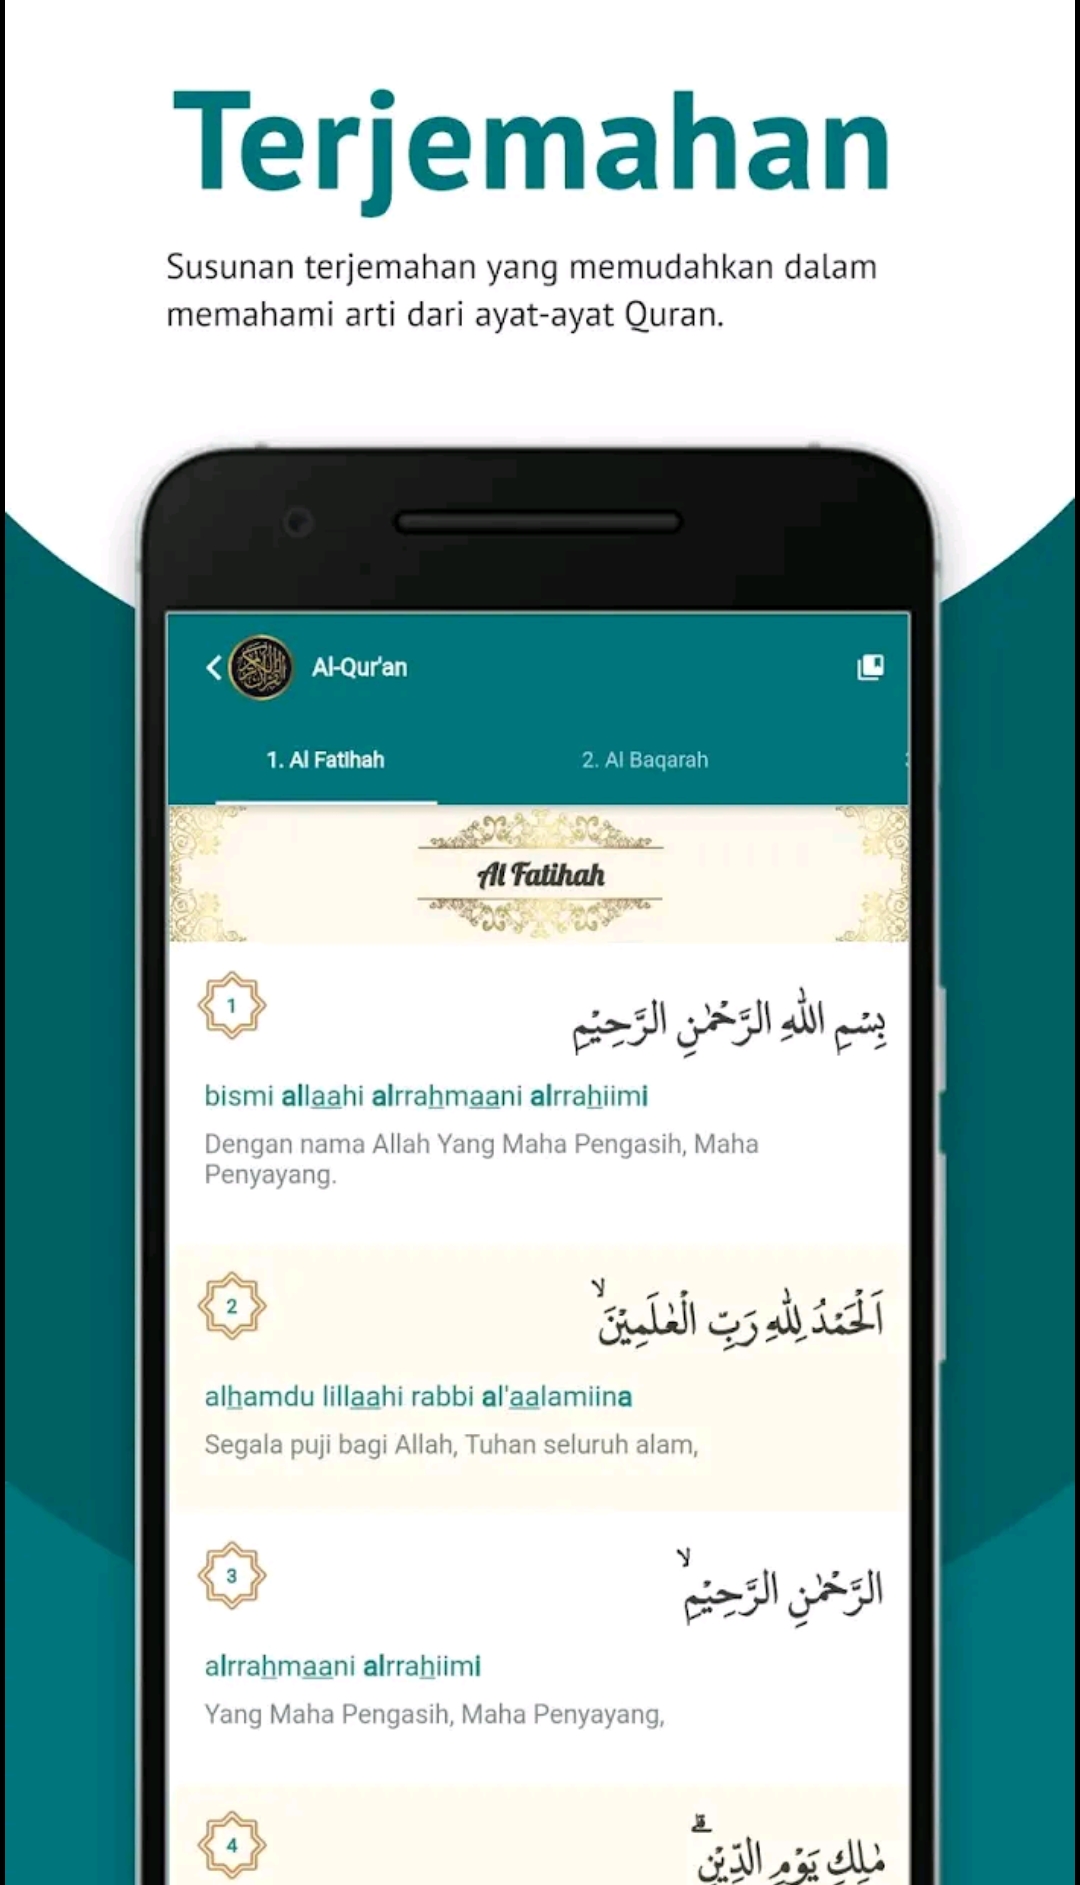 Terjemahan
Susunan terjemahan yang memudahkan dalam
memahami arti dari ayat-ayat Quran.
Al-Qur'an
1. Al Fatihah
2. Al Baqarah
Al Fatihah
1
بِسْمِ اللّٰهِ الرَّحْمٰنِ الرَّحِيْمِ
bismi allaahi alrrahmaani alrrahiimi
Dengan nama Allah Yang Maha Pengasih, Maha
Penyayang.
2
اَلْحَمْدُ لِلّٰهِ رَبِّ الْعٰلَمِيْنَۙ
alhamdu lillaahi rabbi al'aalamiina
Segala puji bagi Allah, Tuhan seluruh alam,
3
الرَّحْمٰنِ الرَّحِيْمِۙ
alrrahmaani alrrahiimi
Yang Maha Pengasih, Maha Penyayang,
4
مٰلِكِ يَوْمِ الدِّيْنِۗ